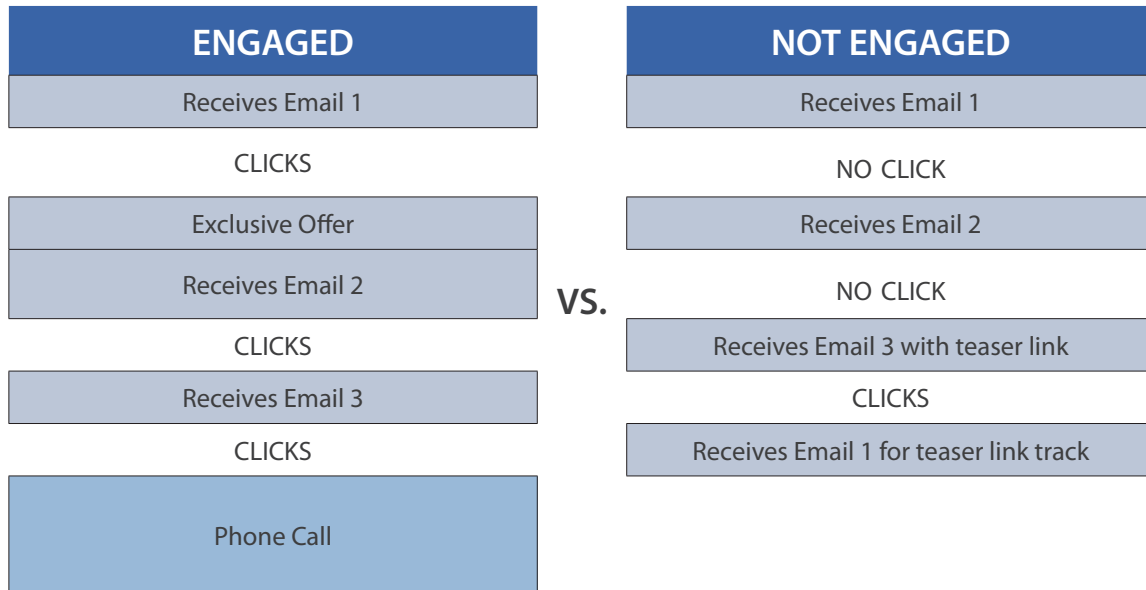 ENGAGED
Receives Email 1
CLICKS
Exclusive Offer
Receives Email 2
CLICKS
Receives Email 3
CLICKS
Phone Call
VS.
NOT ENGAGED
Receives Email 1
NO CLICK
Receives Email 2
NO CLICK
Receives Email 3 with teaser link
CLICKS
Receives Email 1 for teaser link track